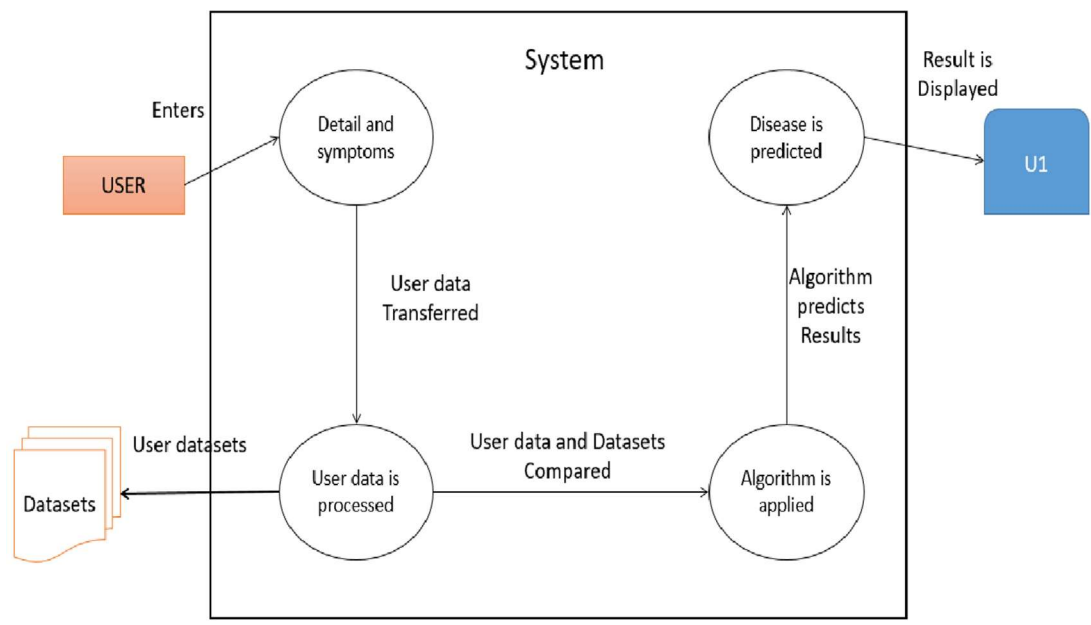 System
Enters
USER
Detail and
symptoms
Disease is
predicted
Result is
Displayed
U1
User data
Transferred
Algorithm
predicts
Results
User datasets
Datasets
User data is
processed
User data and Datasets
Compared
Algorithm is
applied